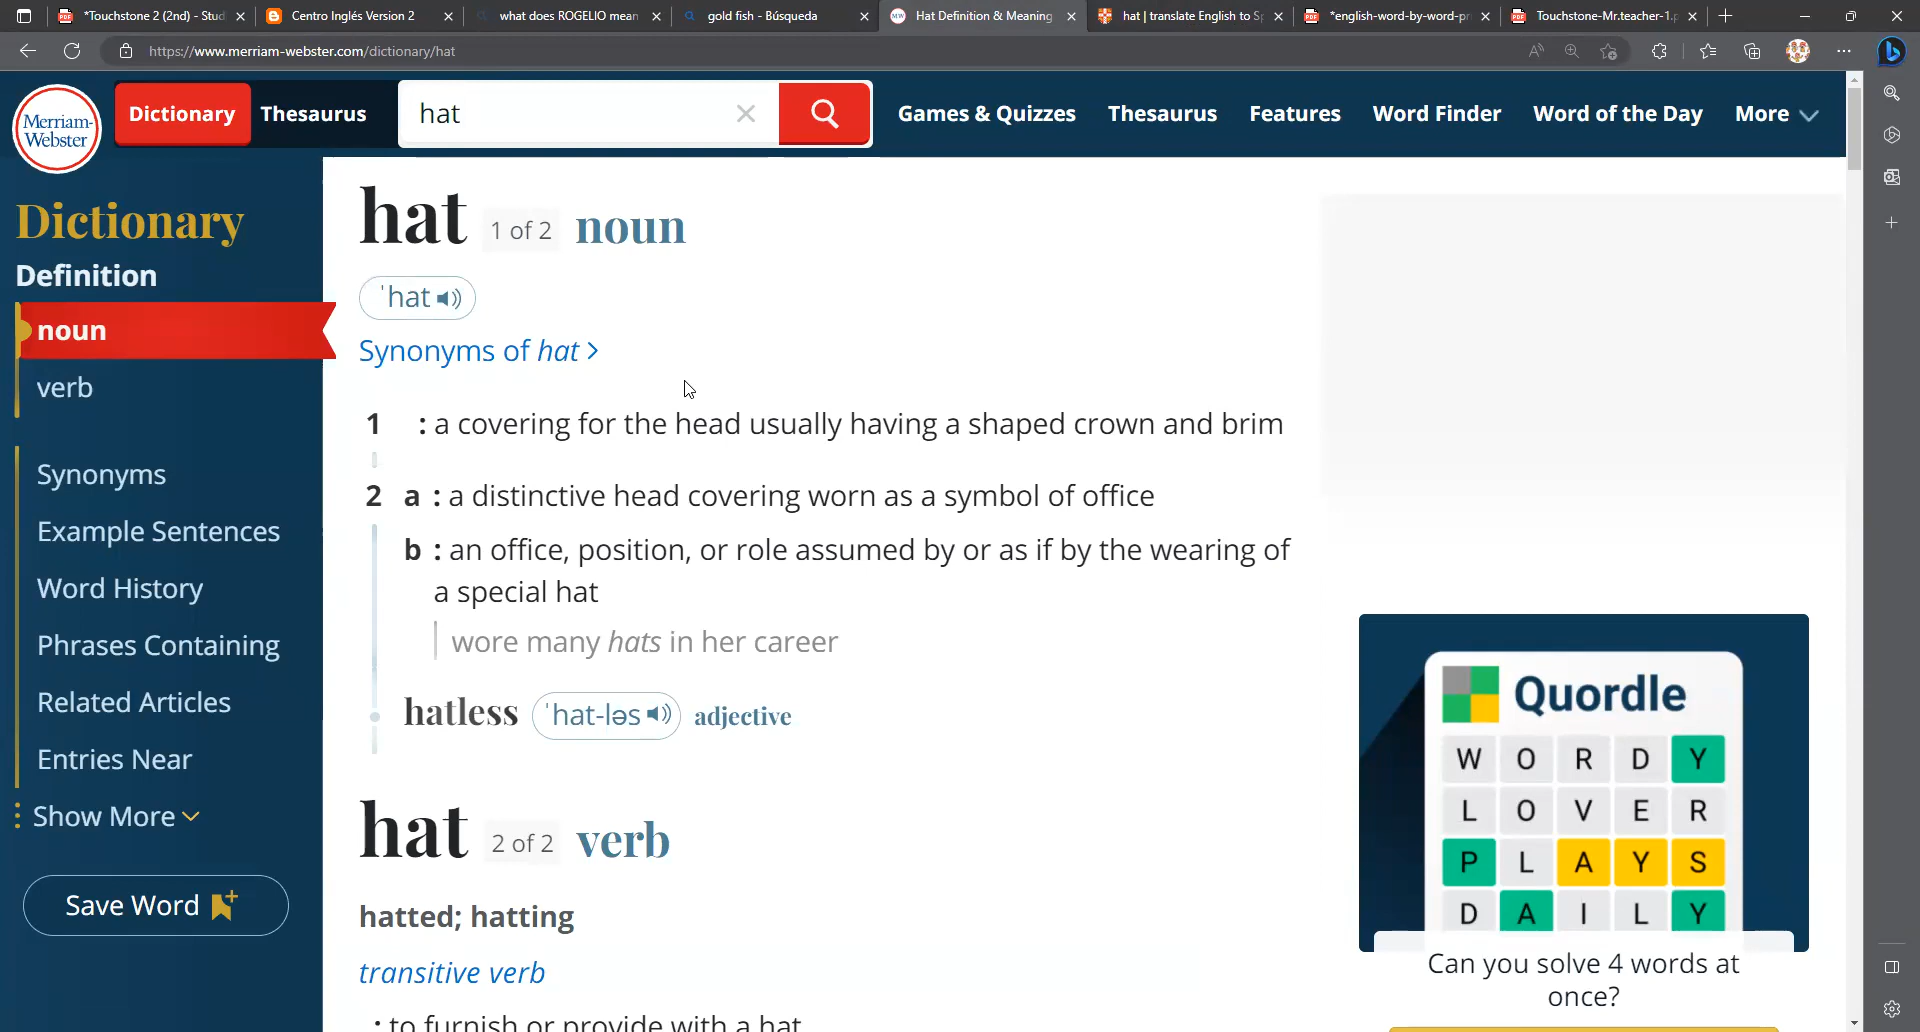 *Touchstone 2 (2nd) - Stud
Centro Inglés Version 2
what does ROGELIO mean
gold fish - Búsqueda
Hat Definition & Meaning
hat | translate English to Sp
*english-word-by-word-pr
Touchstone-Mr.teacher-1.p
https://www.merriam-webster.com/dictionary/hat
Merriam-
Webster
Dictionary
Thesaurus
hat
Games & Quizzes
Thesaurus
Features
Word Finder
Word of the Day
More
Dictionary
Definition
noun
verb
Synonyms
Example Sentences
Word History
Phrases Containing
Related Articles
Entries Near
Show More
Save Word
hat 1 of 2 noun
ˈhat
Synonyms of hat >
1 : a covering for the head usually having a shaped crown and brim
2 a : a distinctive head covering worn as a symbol of office
b : an office, position, or role assumed by or as if by the wearing of
a special hat
wore many hats in her career
hatless ˈhat-ləs adjective
hat 2 of 2 verb
hatted; hatting
transitive verb
: to furnish or provide with a hat
Quordle
W O R D Y
L O V E R
P L A Y S
D A I L Y
Can you solve 4 words at
once?